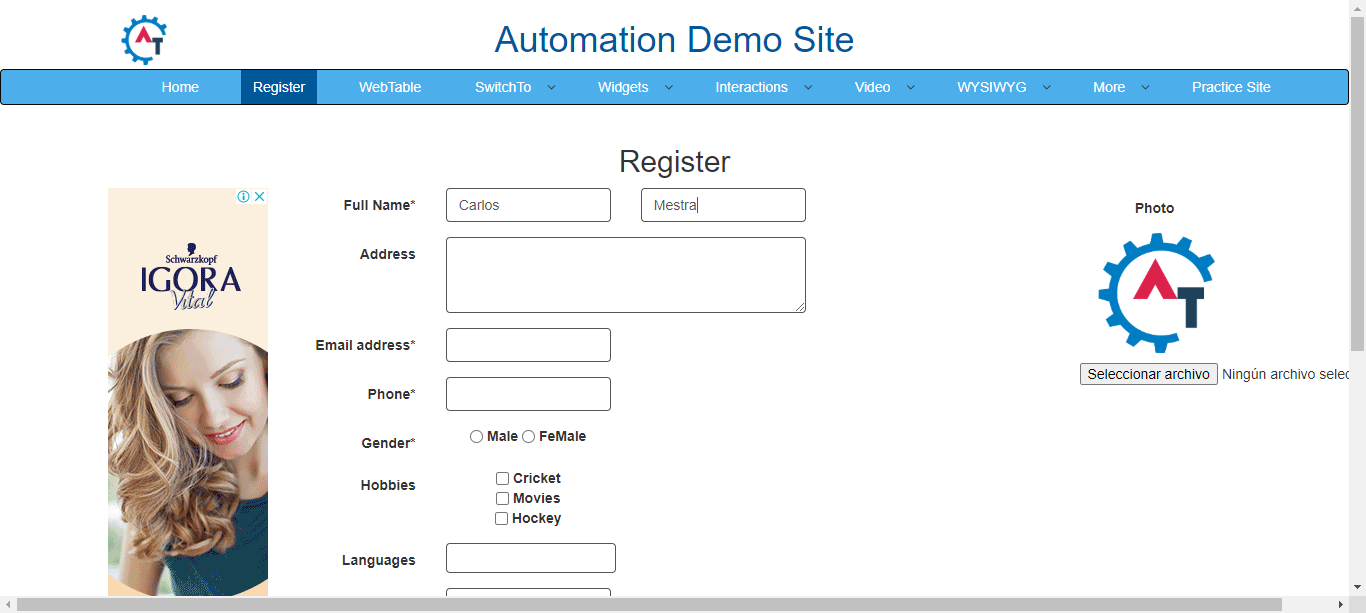 Automation Demo Site
Home Register WebTable SwitchTo Widgets Interactions Video WYSIWYG More Practice Site
Register
Full Name* Carlos Mestra
Photo
Address
Schwarzkopf
IGORA
Vital
AT
Email address*
Seleccionar archivo Ningún archivo selec
Phone*
Gender* Male FeMale
Hobbies
Cricket
Movies
Hockey
Languages